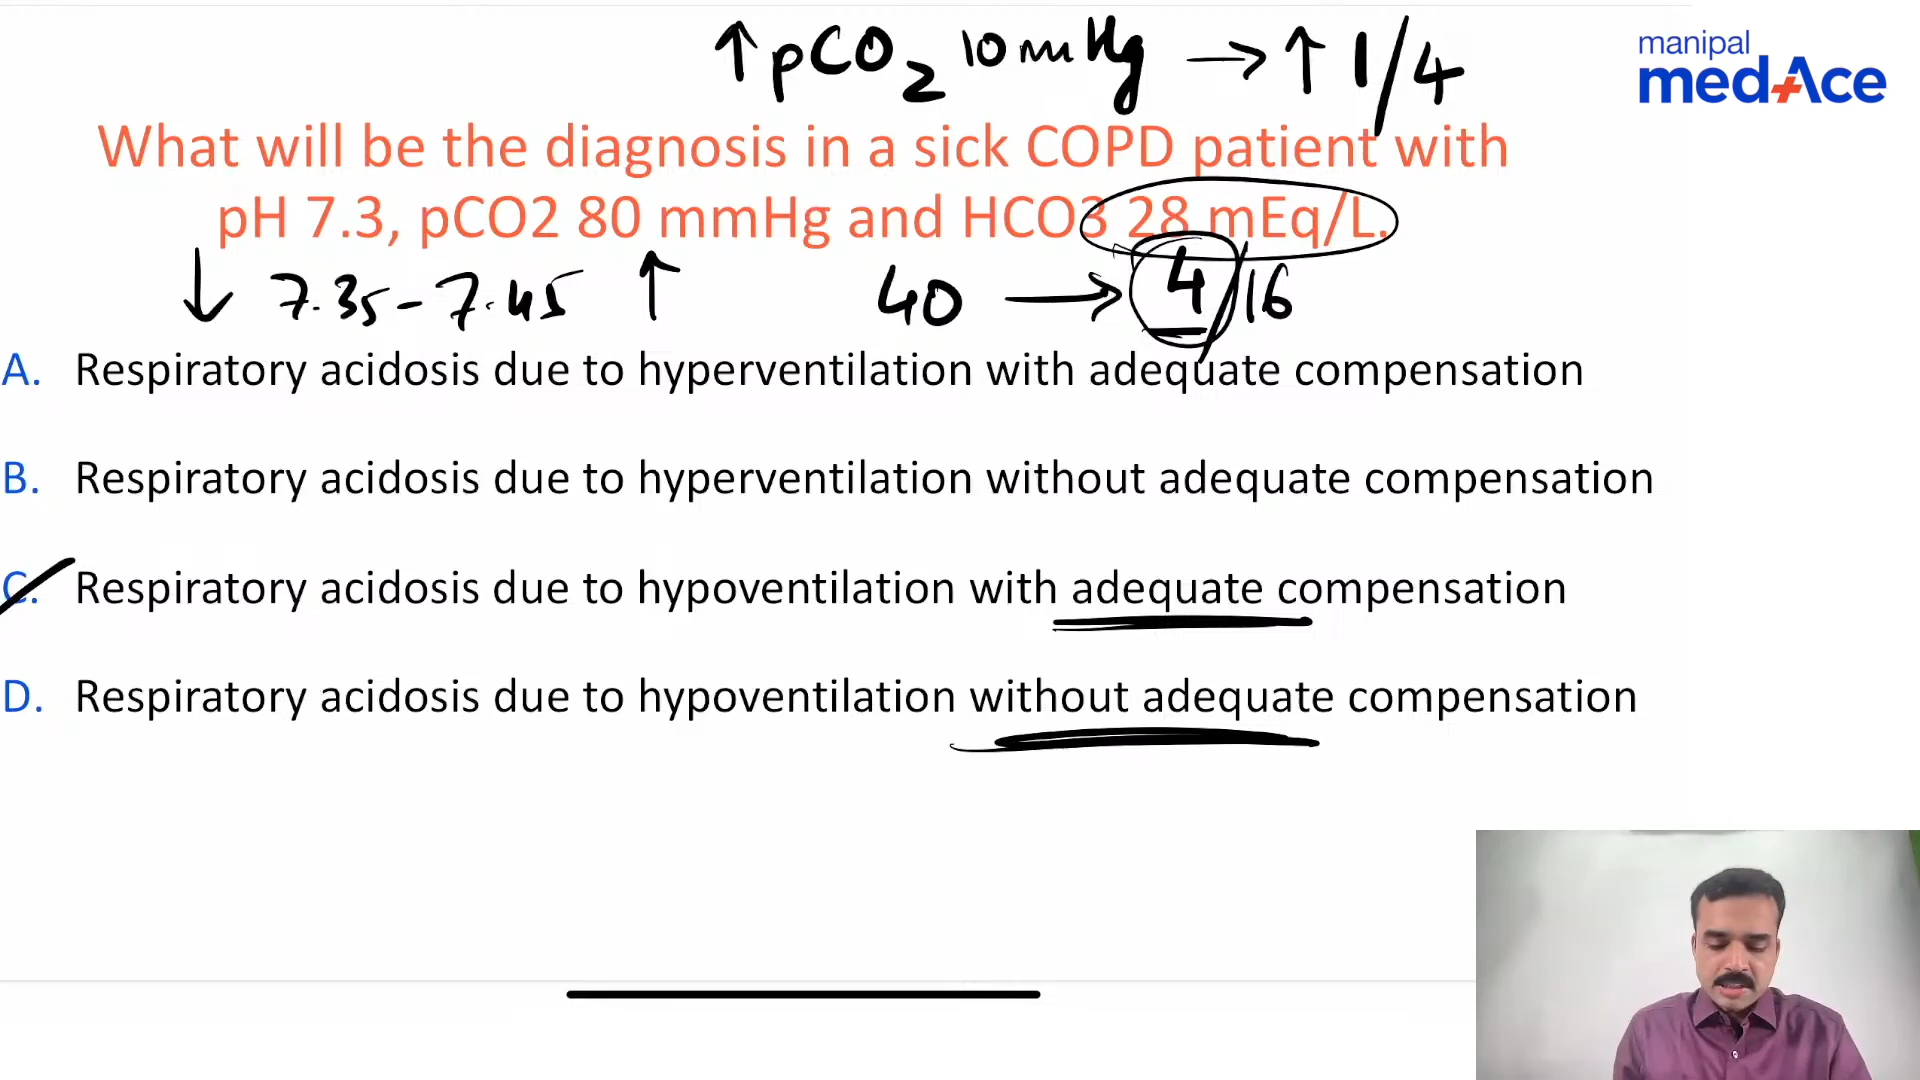 ↑ pCO2 10 mmHg → ↑ 1/4
manipal
medAce
What will be the diagnosis in a sick COPD patient with
pH 7.3, pCO2 80 mmHg and HCO3 28 mEq/L.
↓ 7.35-7.45 ↑ 40 → 4/16
A. Respiratory acidosis due to hyperventilation with adequate compensation
B. Respiratory acidosis due to hyperventilation without adequate compensation
C. Respiratory acidosis due to hypoventilation with adequate compensation
D. Respiratory acidosis due to hypoventilation without adequate compensation